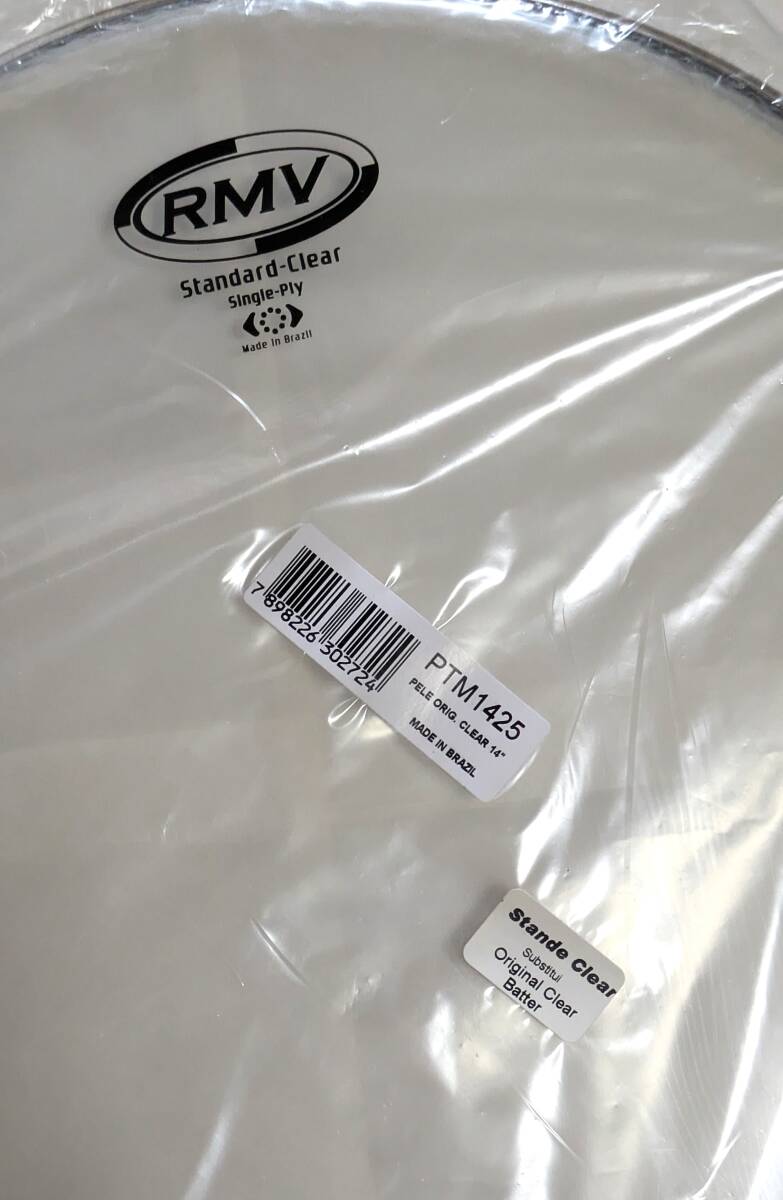 RMV
Standard-Clear
Single-Ply
Made in Brazil
7 898226 302724
PTM1425
PELE ORIG. CLEAR 14"
MADE IN BRAZIL
Stande Clear
Substitui
Original Clear
Batter